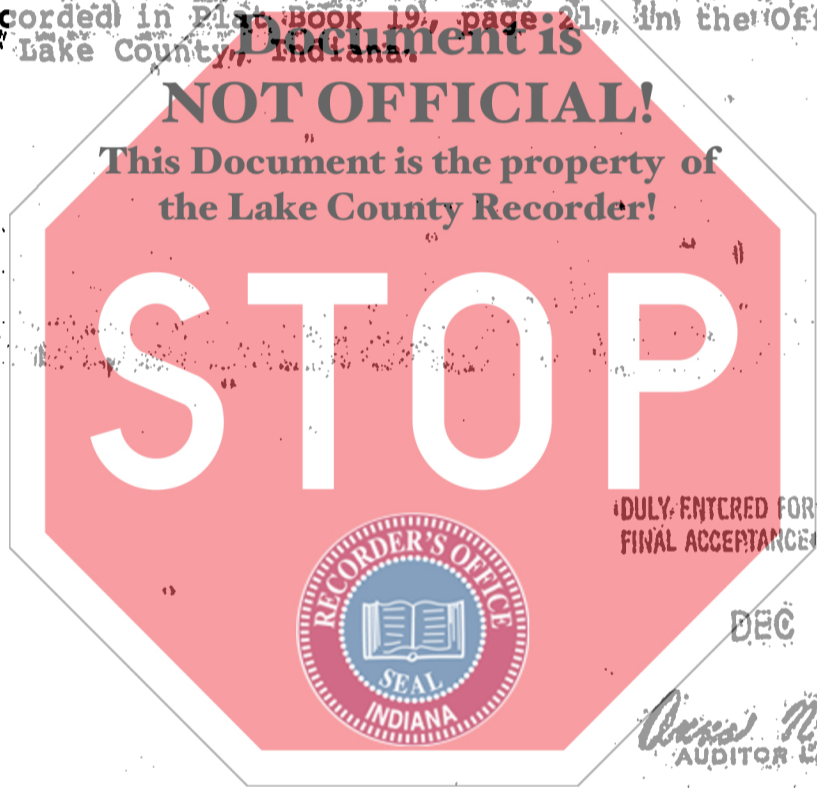 corded in Plat Book 19, page 21, in the Of
Lake County, Indiana.
Document is
NOT OFFICIAL!
This Document is the property of
the Lake County Recorder!
STOP
DULY ENTERED FOR
FINAL ACCEPTANCE
RECORDER'S OFFICE
SEAL
INDIANA
DEC
AUDITOR